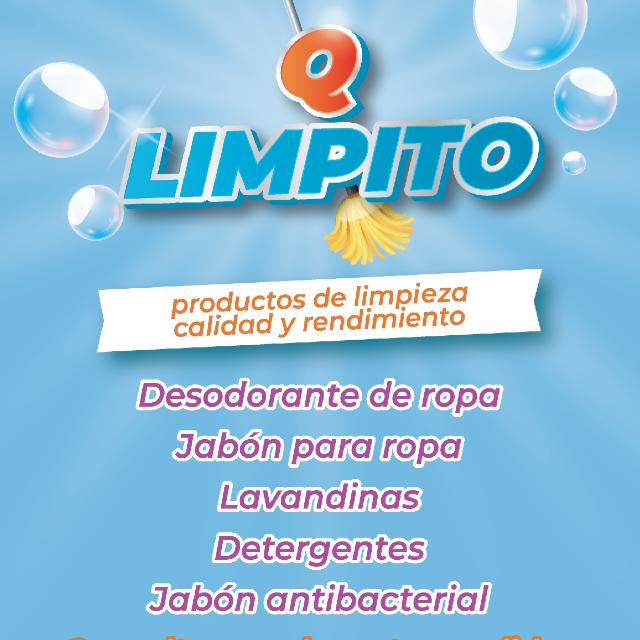 Q
LIMPITO
productos de limpieza
calidad y rendimiento
Desodorante de ropa
Jabón para ropa
Lavandinas
Detergentes
Jabón antibacterial